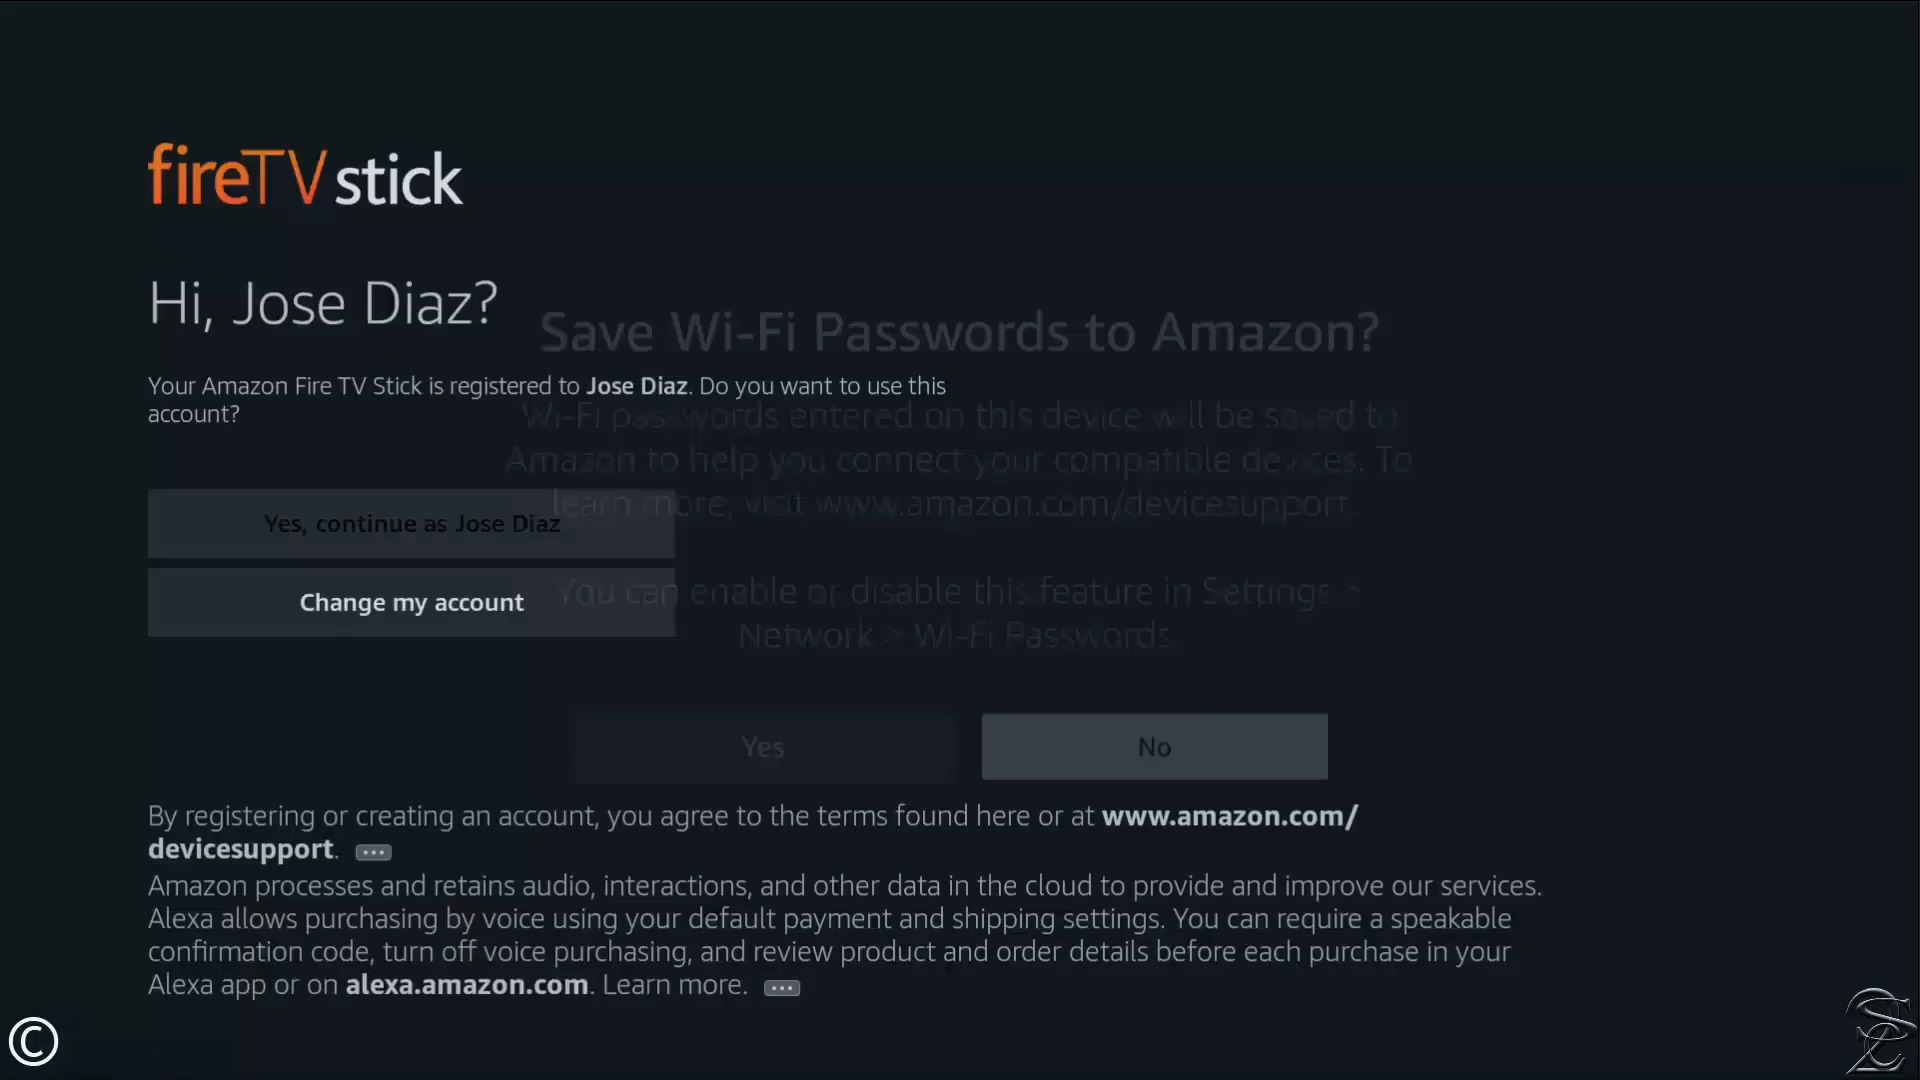 fireTV stick
Hi, Jose Diaz?
Your Amazon Fire TV Stick is registered to Jose Diaz. Do you want to use this
account?
Yes, continue as Jose Diaz
Change my account
Save Wi-Fi Passwords to Amazon?
Wi-Fi passwords entered on this device will be saved to
Amazon to help you connect your compatible devices. To
learn more, visit www.amazon.com/devicesupport.
You can enable or disable this feature in Settings >
Network > Wi-Fi Passwords.
Yes
No
By registering or creating an account, you agree to the terms found here or at www.amazon.com/
devicesupport.
Amazon processes and retains audio, interactions, and other data in the cloud to provide and improve our services.
Alexa allows purchasing by voice using your default payment and shipping settings. You can require a speakable
confirmation code, turn off voice purchasing, and review product and order details before each purchase in your
Alexa app or on alexa.amazon.com. Learn more.
©